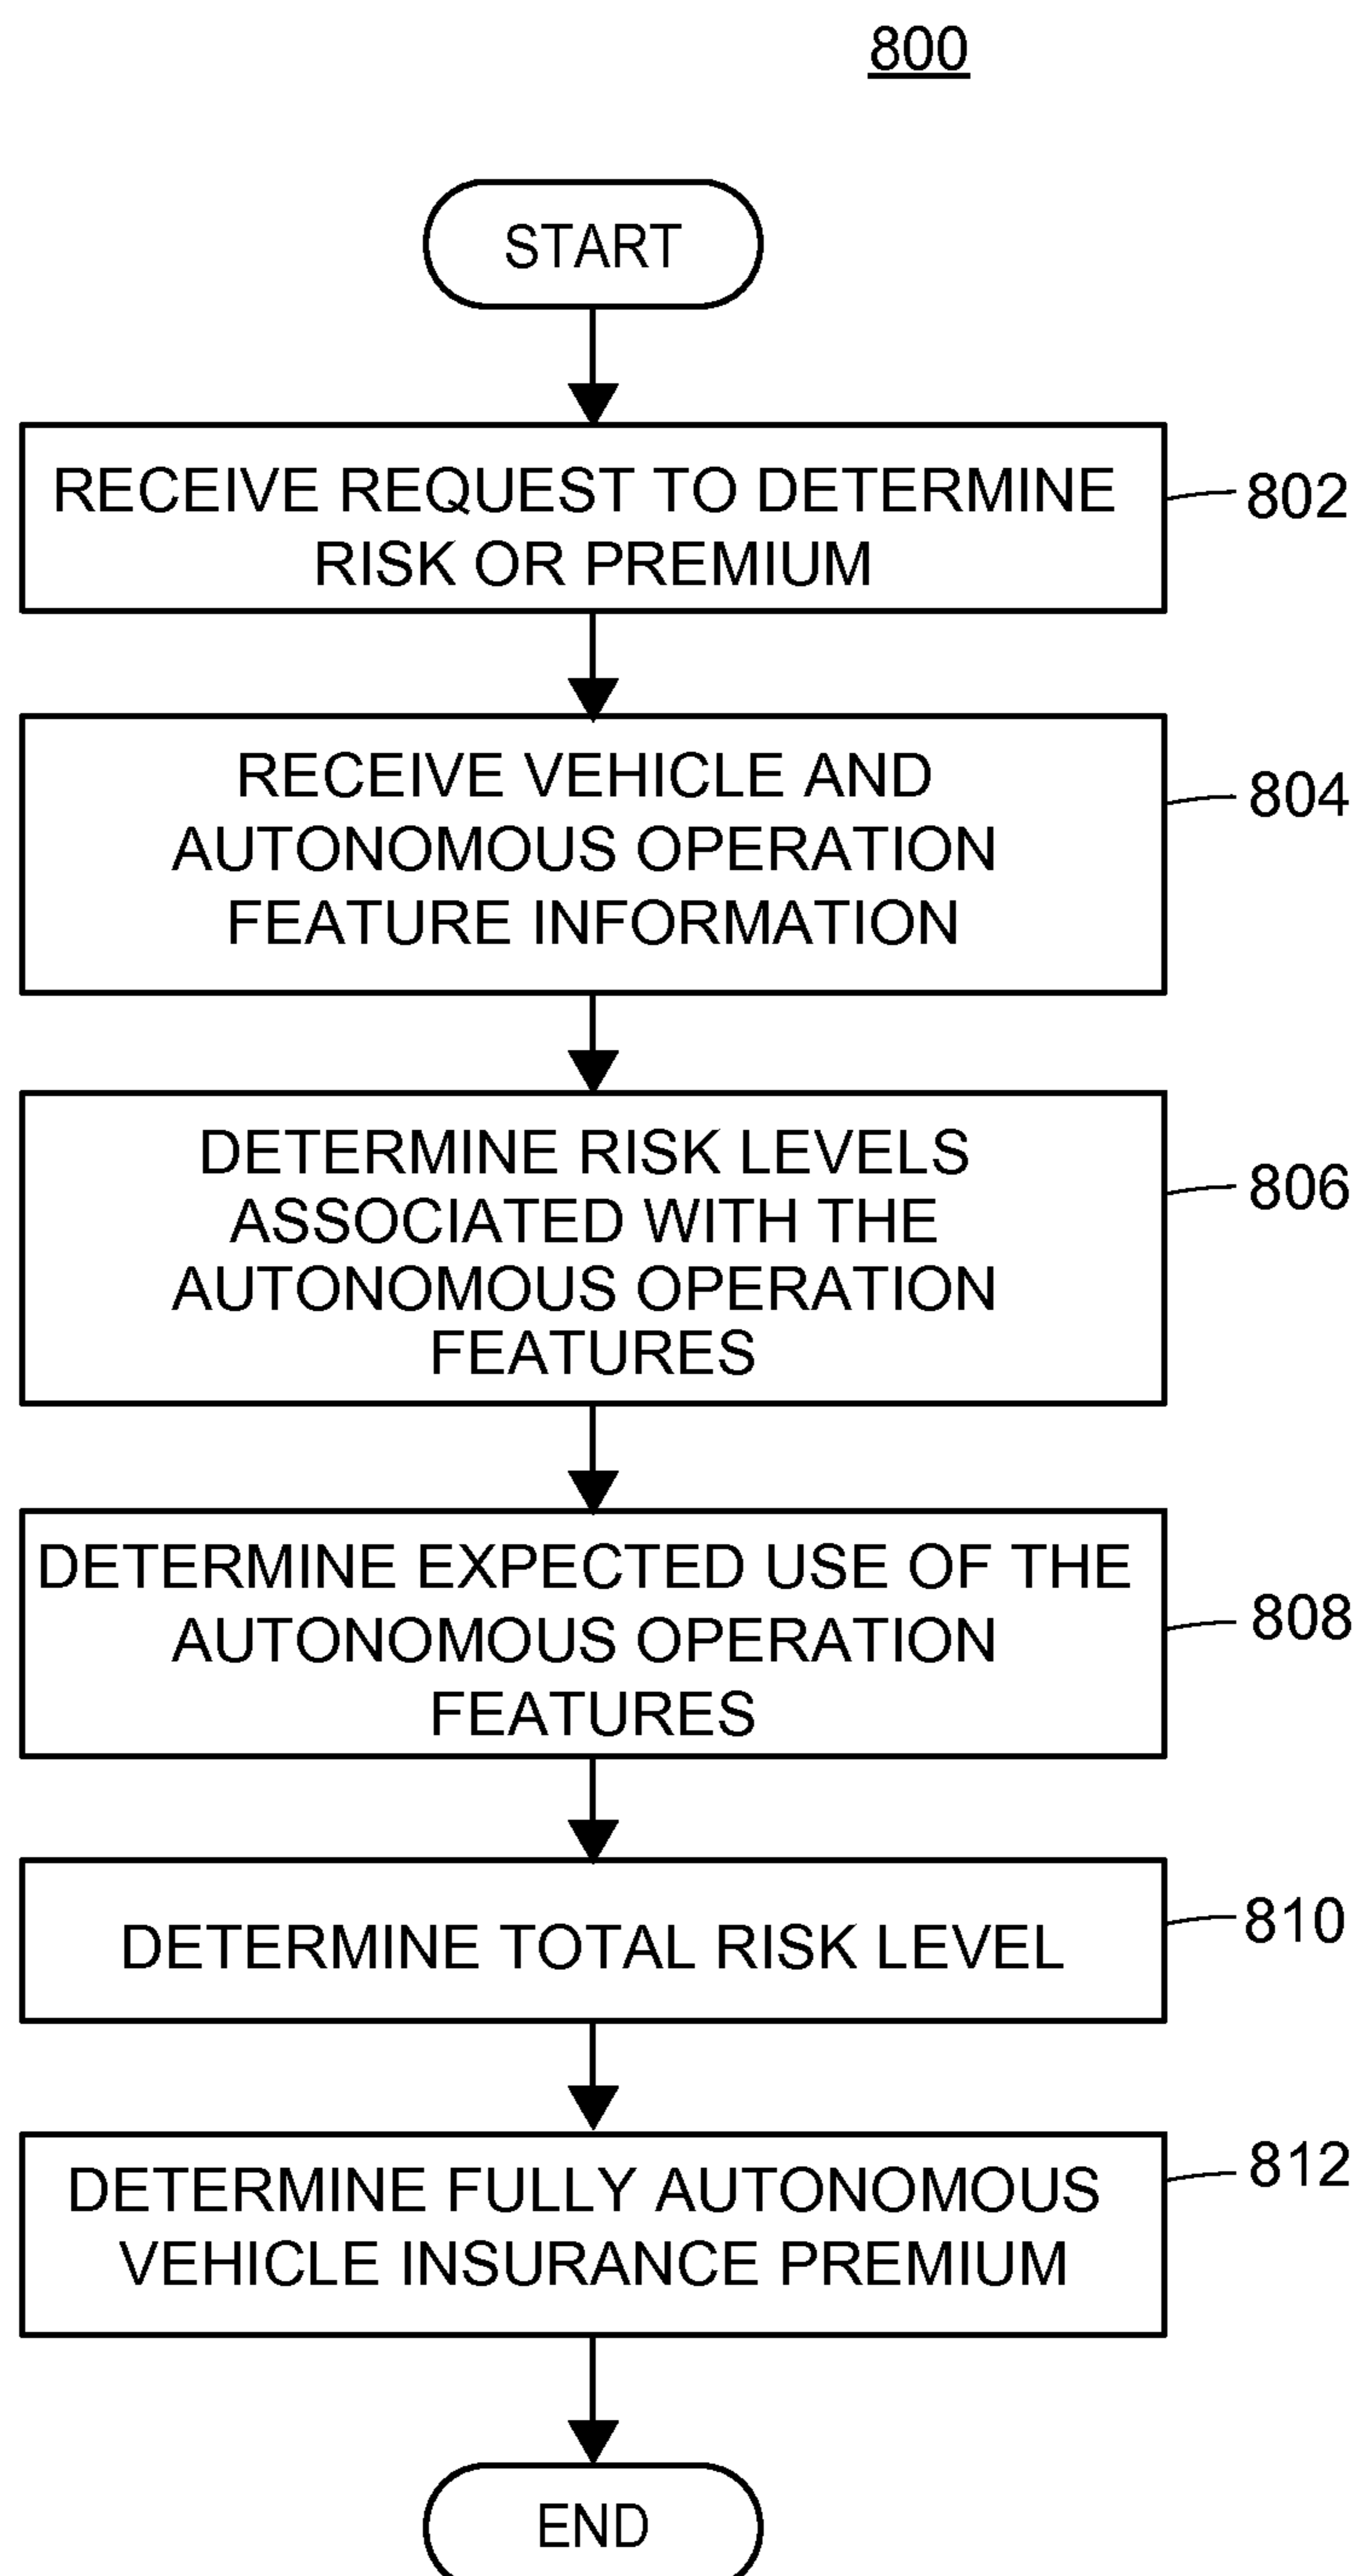 800
START
RECEIVE REQUEST TO DETERMINE
RISK OR PREMIUM
802
RECEIVE VEHICLE AND
AUTONOMOUS OPERATION
FEATURE INFORMATION
804
DETERMINE RISK LEVELS
ASSOCIATED WITH THE
AUTONOMOUS OPERATION
FEATURES
806
DETERMINE EXPECTED USE OF THE
AUTONOMOUS OPERATION
FEATURES
808
DETERMINE TOTAL RISK LEVEL
810
DETERMINE FULLY AUTONOMOUS
VEHICLE INSURANCE PREMIUM
812
END